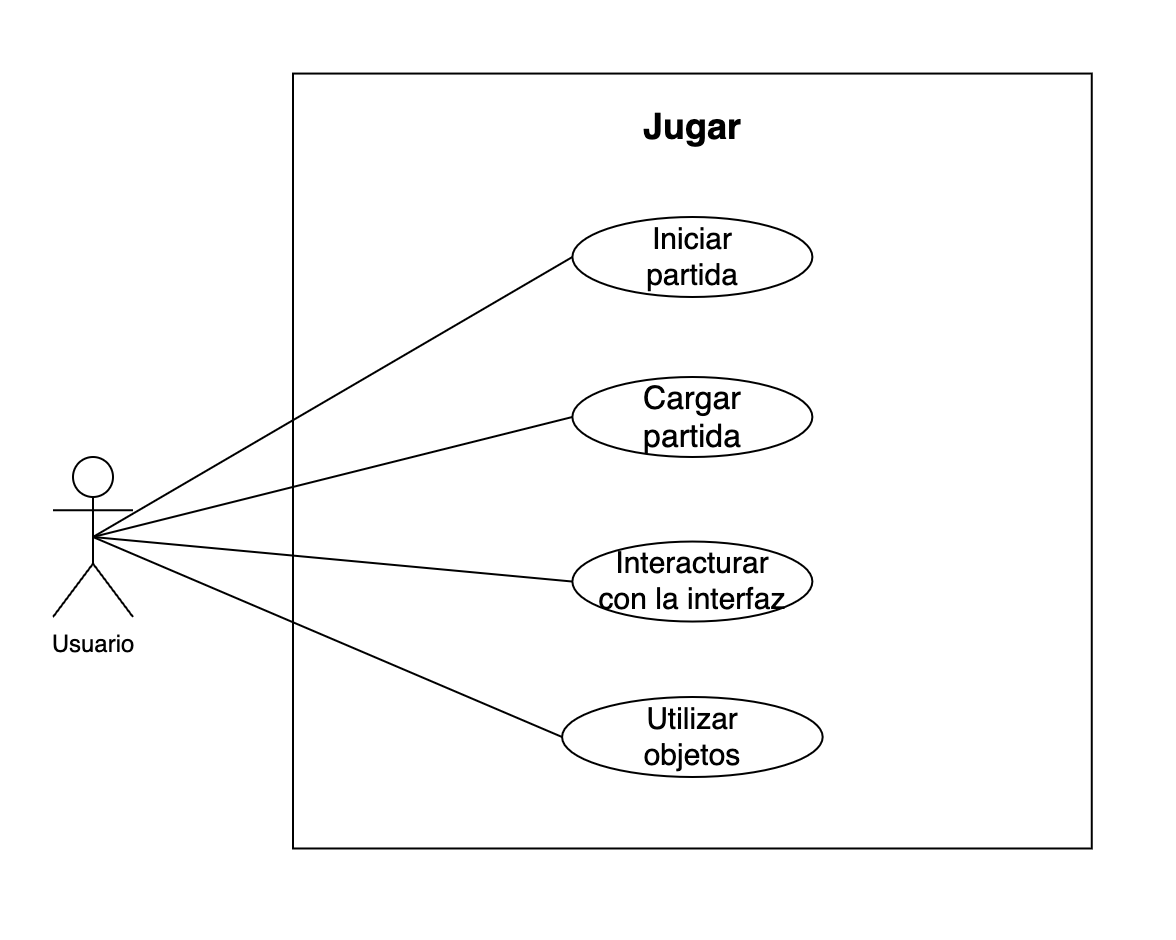 Jugar
Iniciar
partida
Cargar
partida
Interacturar
con la interfaz
Usuario
Utilizar
objetos